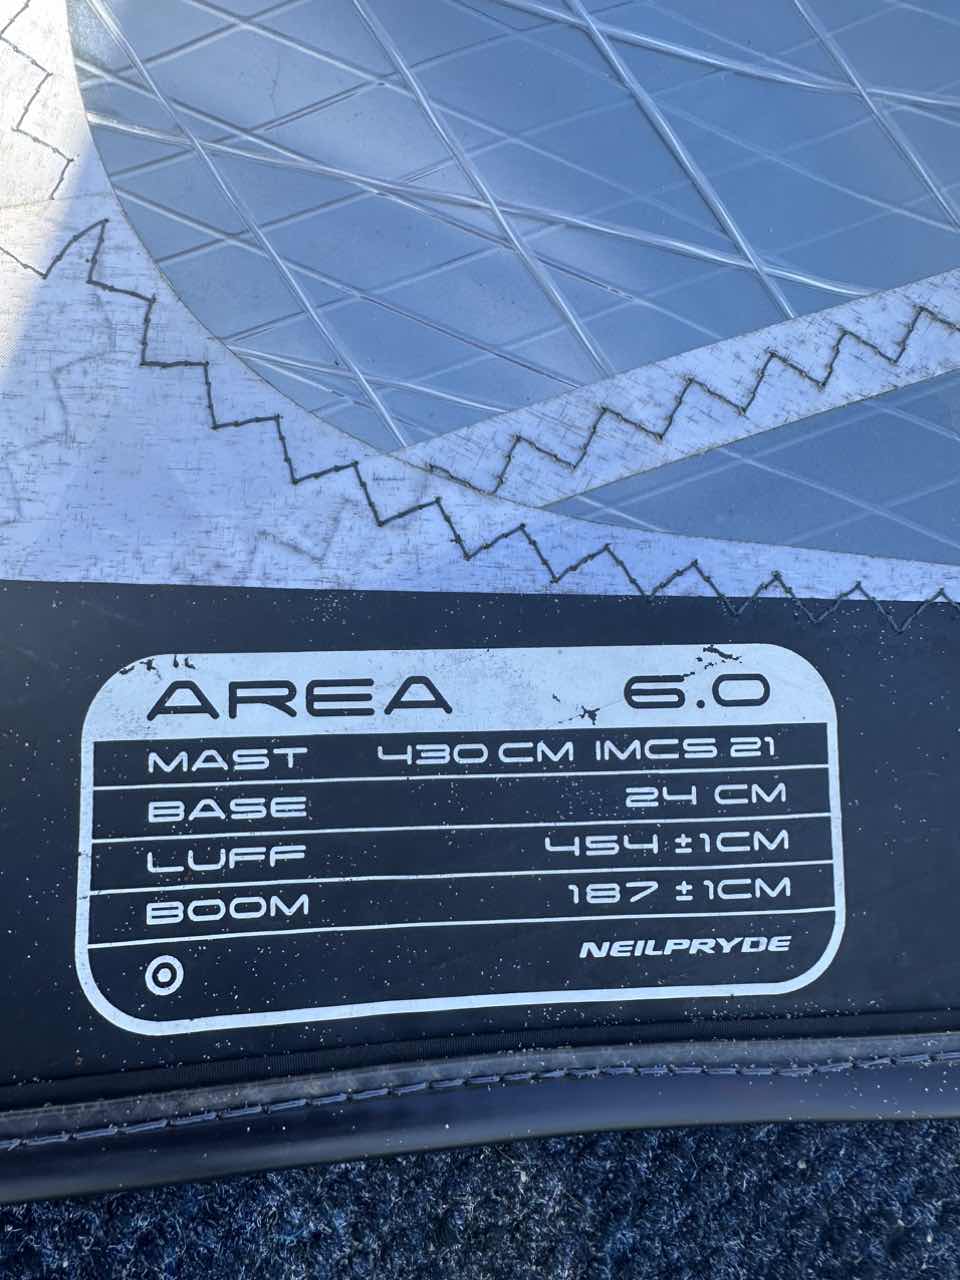 AREA 6.0
MAST 430 CM IMCS 21
BASE 24 CM
LUFF 454 ±1CM
BOOM 187 ±1CM
NEILPRYDE